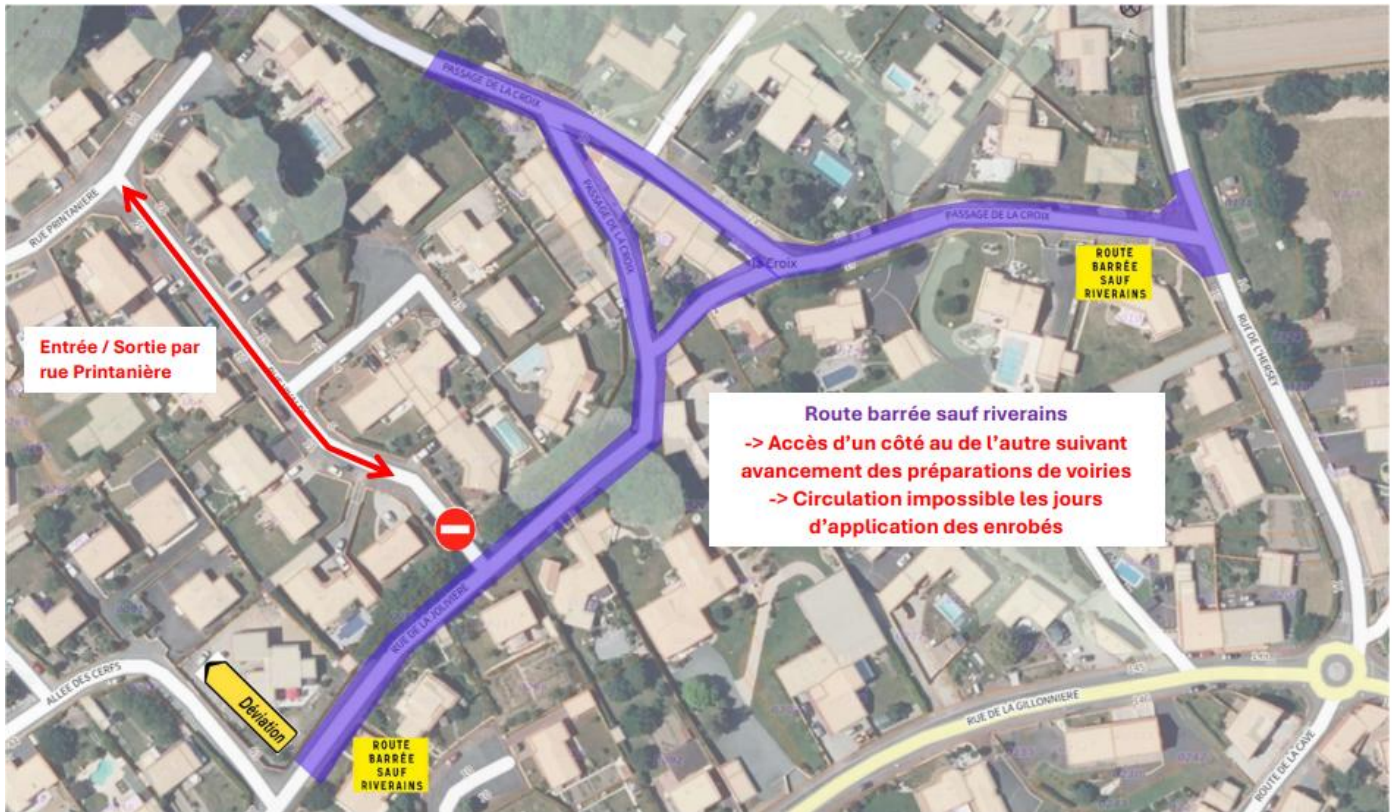 PASSAGE DE LA CROIX
PASSAGE DE LA CROIX
PASSAGE DE LA CROIX
RUE PRINTANIÈRE
la Croix
ROUTE
BARRÉE
SAUF
RIVERAINS
RUE DE L'HERSEY
Entrée / Sortie par
rue Printanière
Route barrée sauf riverains
-> Accès d'un côté au de l'autre suivant
avancement des préparations de voiries
-> Circulation impossible les jours
d'application des enrobés
RUE DE LA JOLIVIERE
ALLEE DES CERFS
Déviation
ROUTE
BARRÉE
SAUF
RIVERAINS
RUE DE LA GILLONNIERE
ROUTE DE LA CAVE